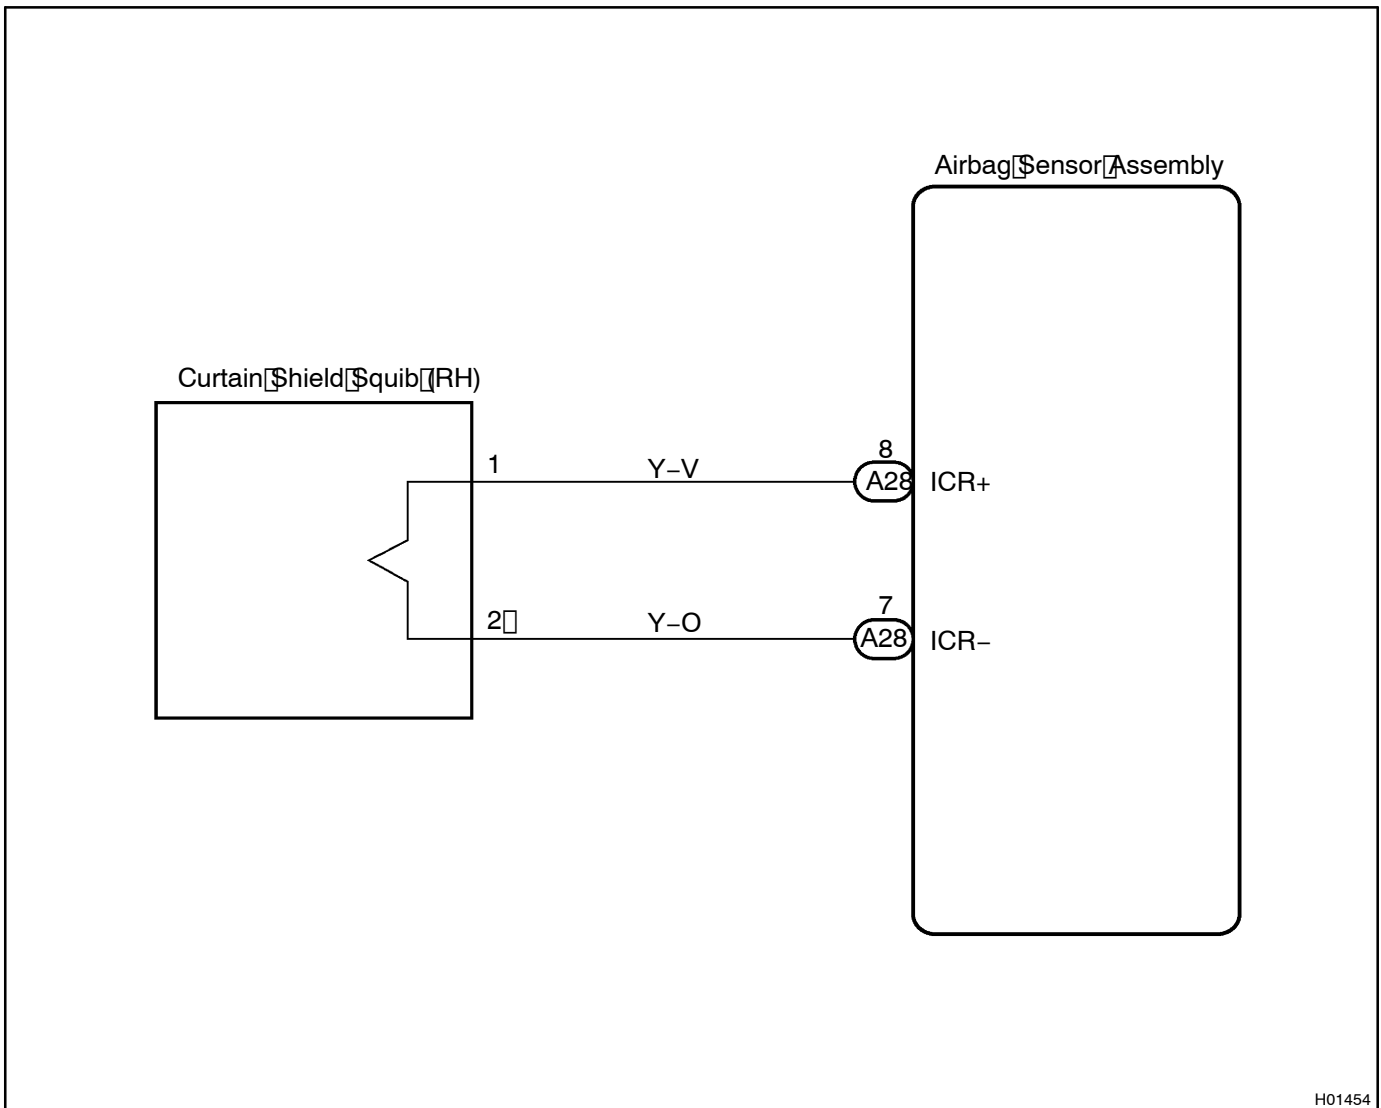 Airbag Sensor Assembly
Curtain Shield Squib (RH)
8
1
Y–V
A28
ICR+
7
2
Y–O
A28
ICR–
H01454